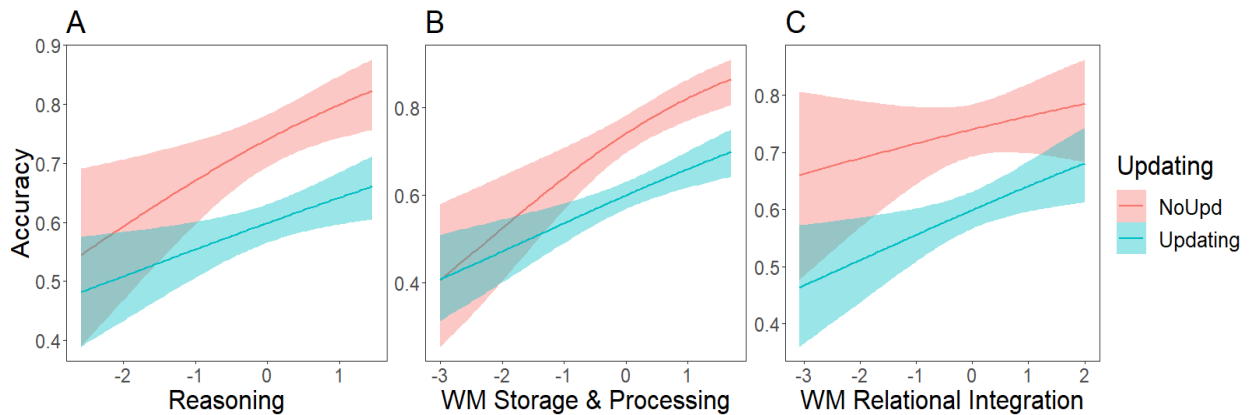 A
B
C
Accuracy
0.9
0.8
0.7
0.6
0.5
0.4
-2
-1
0
1
Reasoning
0.8
0.6
0.4
-3
-2
-1
0
1
WM Storage & Processing
0.8
0.7
0.6
0.5
0.4
-3
-2
-1
0
1
2
WM Relational Integration
Updating
NoUpd
Updating